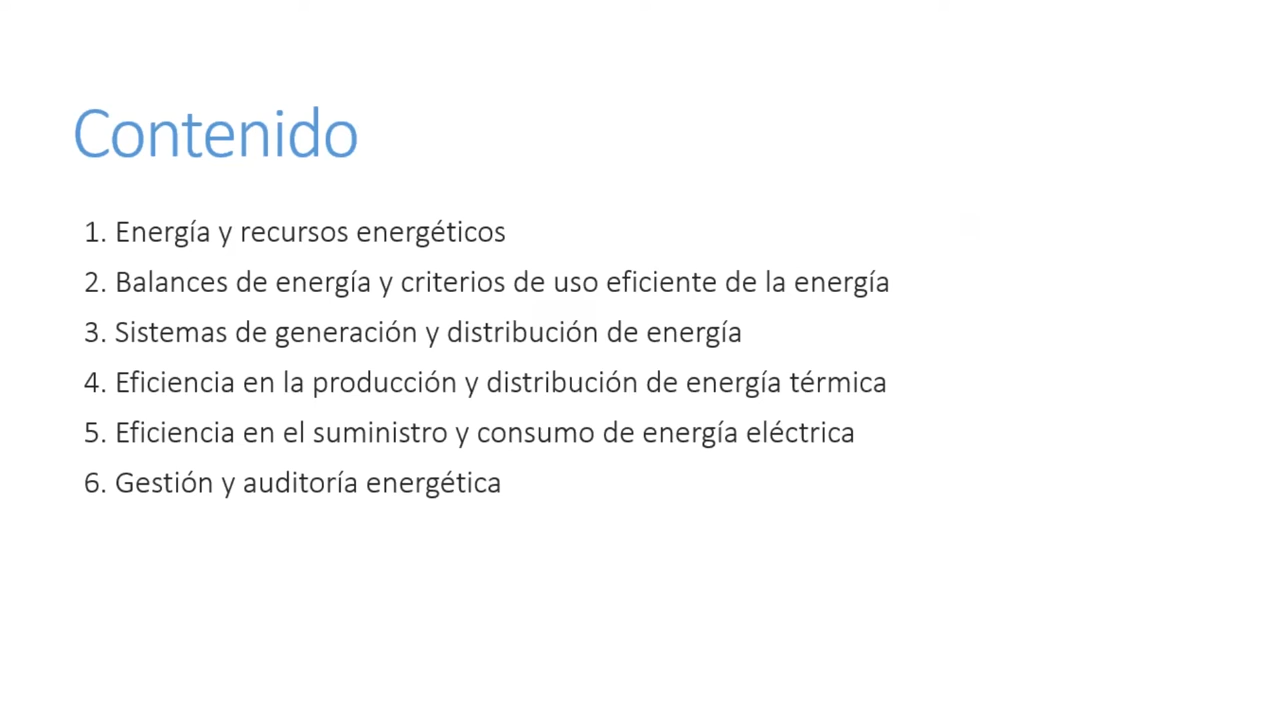 Contenido
1. Energía y recursos energéticos
2. Balances de energía y criterios de uso eficiente de la energía
3. Sistemas de generación y distribución de energía
4. Eficiencia en la producción y distribución de energía térmica
5. Eficiencia en el suministro y consumo de energía eléctrica
6. Gestión y auditoría energética